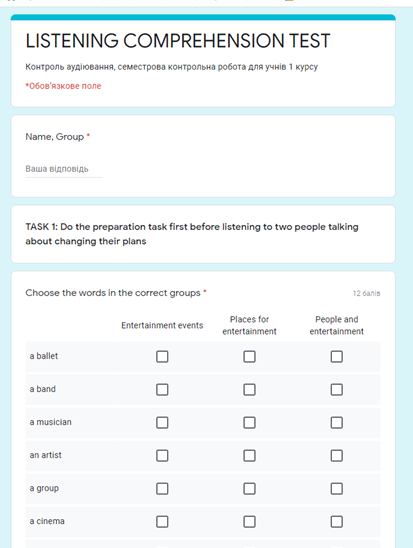 LISTENING COMPREHENSION TEST
Контроль аудіювання, семестрова контрольна робота для учнів 1 курсу
*Обов'язкове поле
Name, Group *
Ваша відповідь
TASK 1: Do the preparation task first before listening to two people talking
about changing their plans
Choose the words in the correct groups *
12 балів
Entertainment events
Places for
entertainment
People and
entertainment
a ballet
a band
a musician
an artist
a group
a cinema